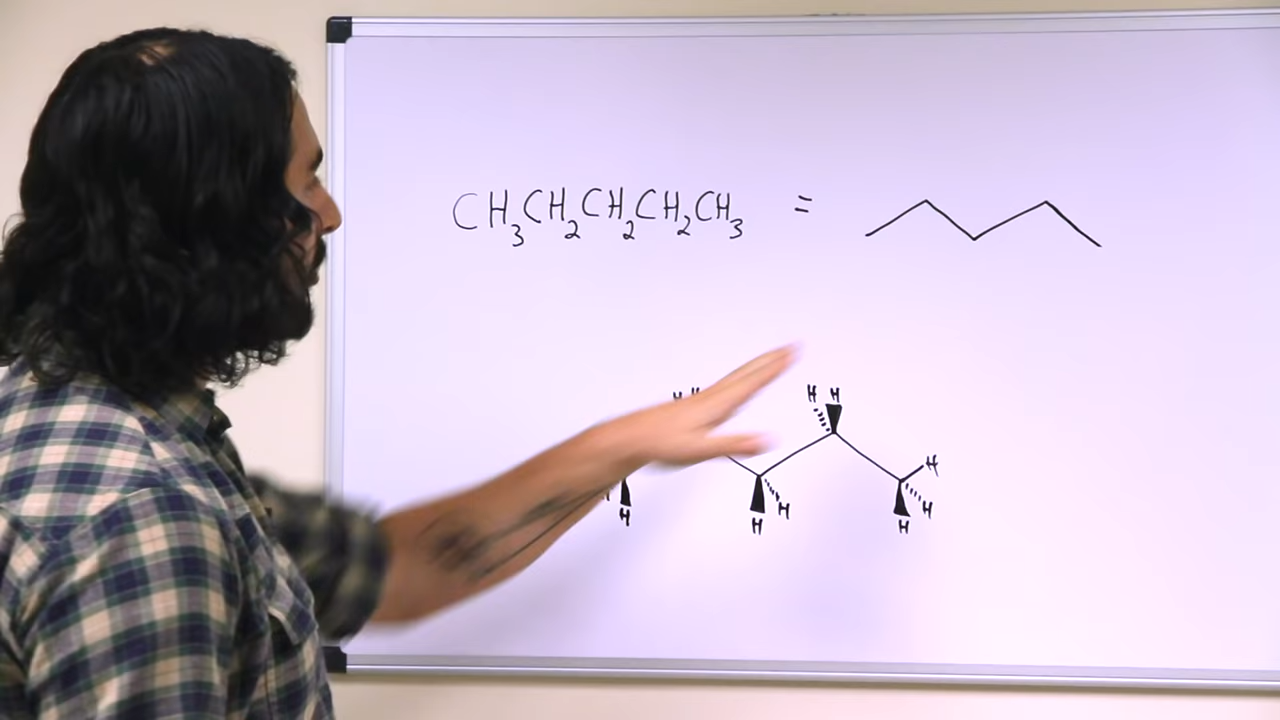 CH₃CH₂CH₂CH₂CH₃ =
H H H H
H
H H H
H H H